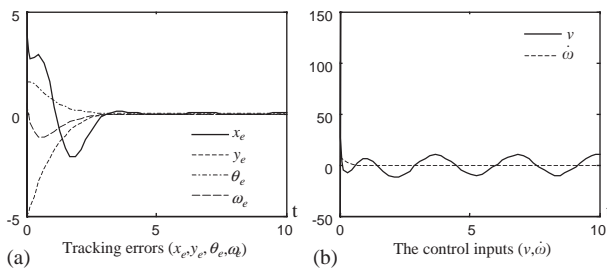 5
0
-5
0
5
10
t
x_e
y_e
θ_e
ω_e
(a)
Tracking errors (x_e,y_e,θ_e,ω_e)
150
100
50
0
-50
0
5
10
v
ω̇
(b)
The control inputs (v,ω̇)